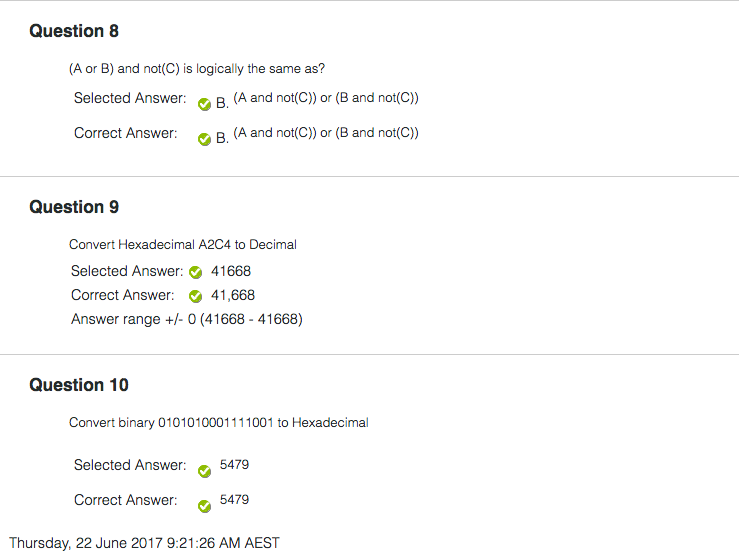 Question 8
(A or B) and not(C) is logically the same as?
Selected Answer: B. (A and not(C)) or (B and not(C))
Correct Answer: B. (A and not(C)) or (B and not(C))
Question 9
Convert Hexadecimal A2C4 to Decimal
Selected Answer: 41668
Correct Answer: 41,668
Answer range +/- 0 (41668 - 41668)
Question 10
Convert binary 0101010001111001 to Hexadecimal
Selected Answer: 5479
Correct Answer: 5479
Thursday, 22 June 2017 9:21:26 AM AEST